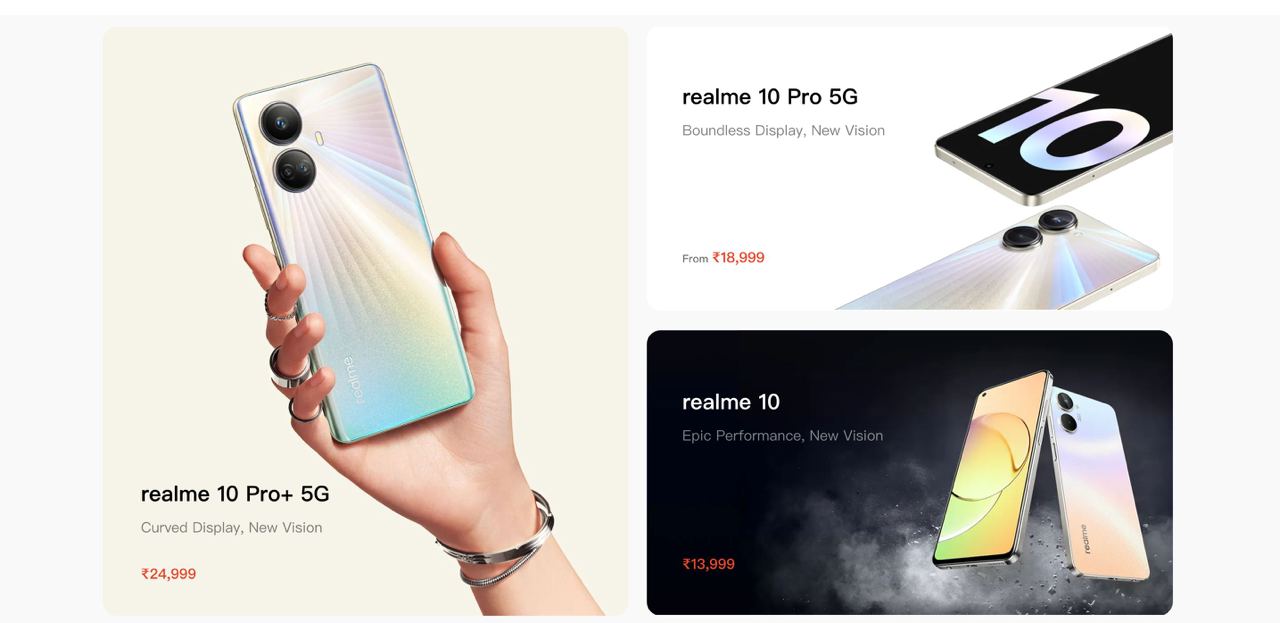 realme 10 Pro+ 5G
Curved Display, New Vision
₹24,999
realme
realme 10 Pro 5G
Boundless Display, New Vision
From ₹18,999
10
realme 10
Epic Performance, New Vision
₹13,999
realme